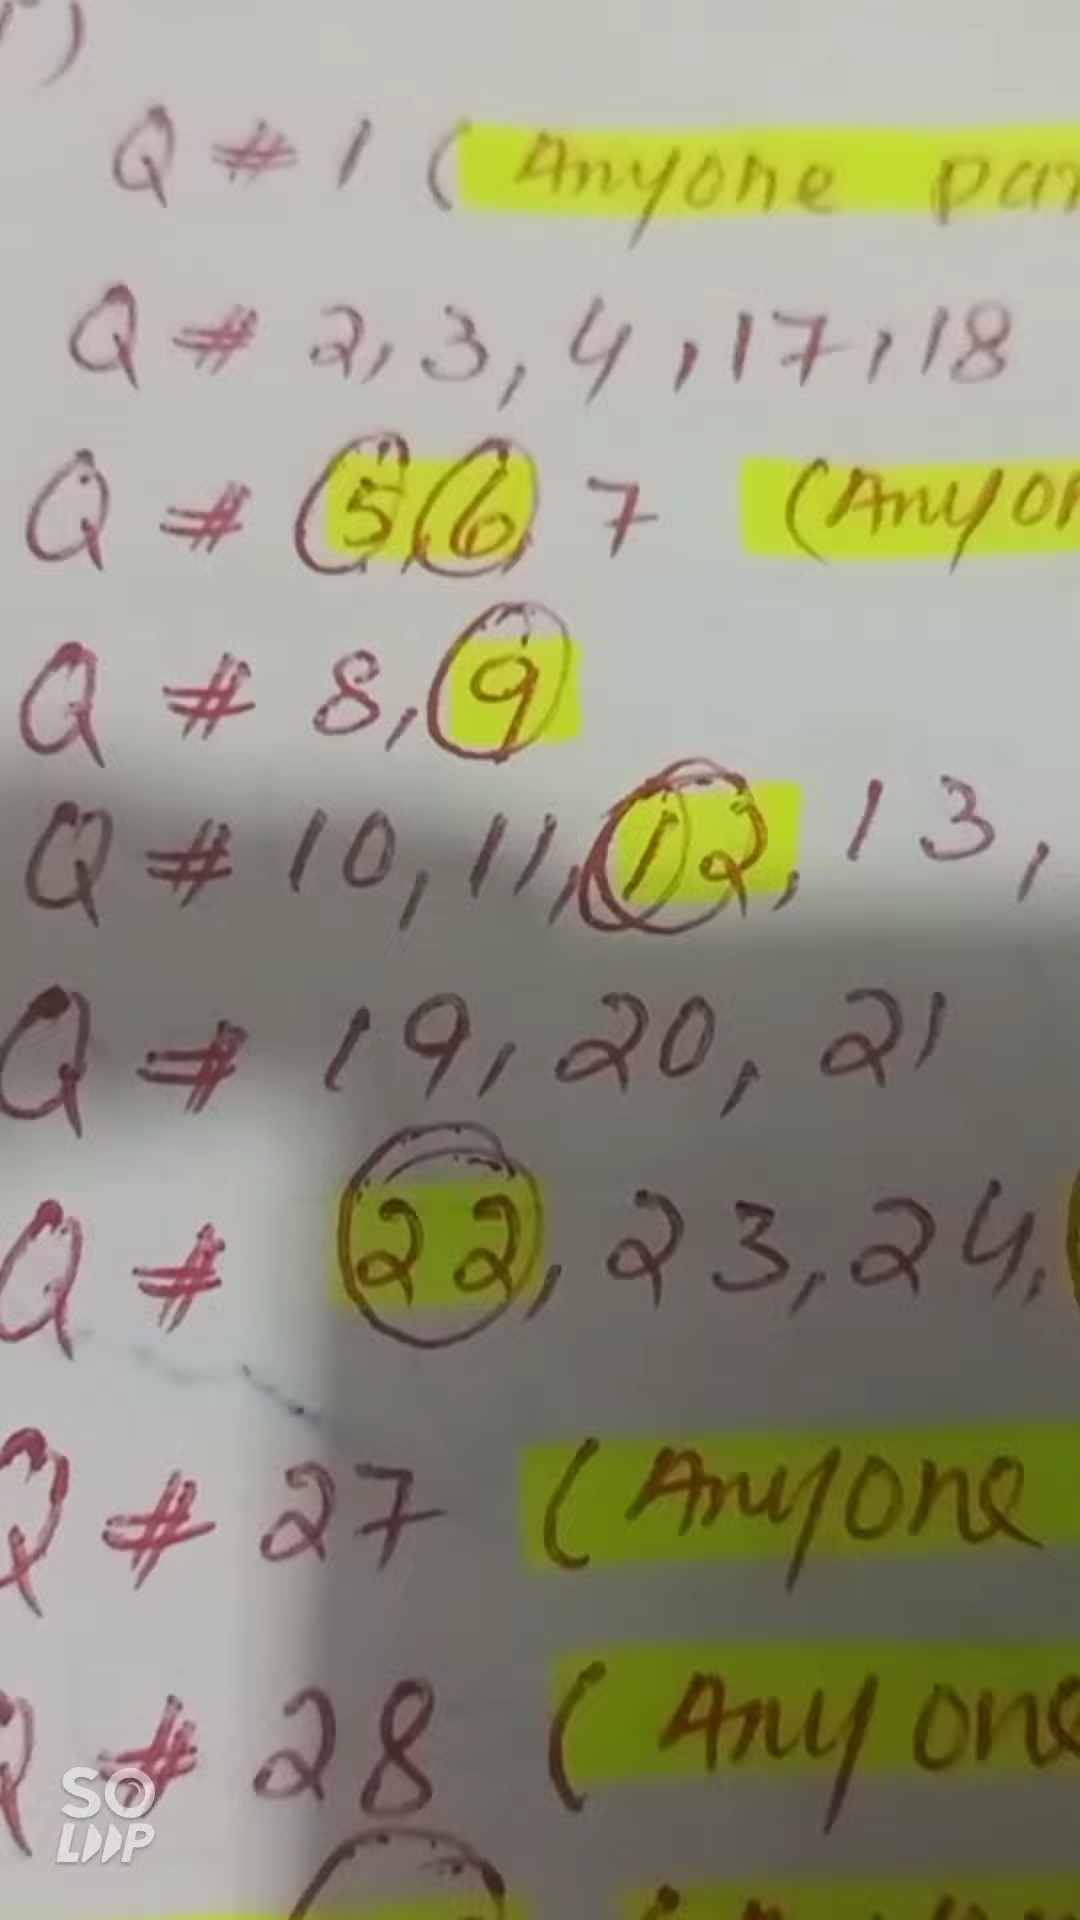 Q # 1 ( Anyone
Q # 2, 3, 4, 17, 18
Q # 5, 6, 7 (Anyon
Q # 8, 9
Q # 10, 11, 12, 13,
Q # 19, 20, 21
Q # 22, 23, 24,
Q # 27 (Anyone
Q # 28 (Any one
SO
LOOP